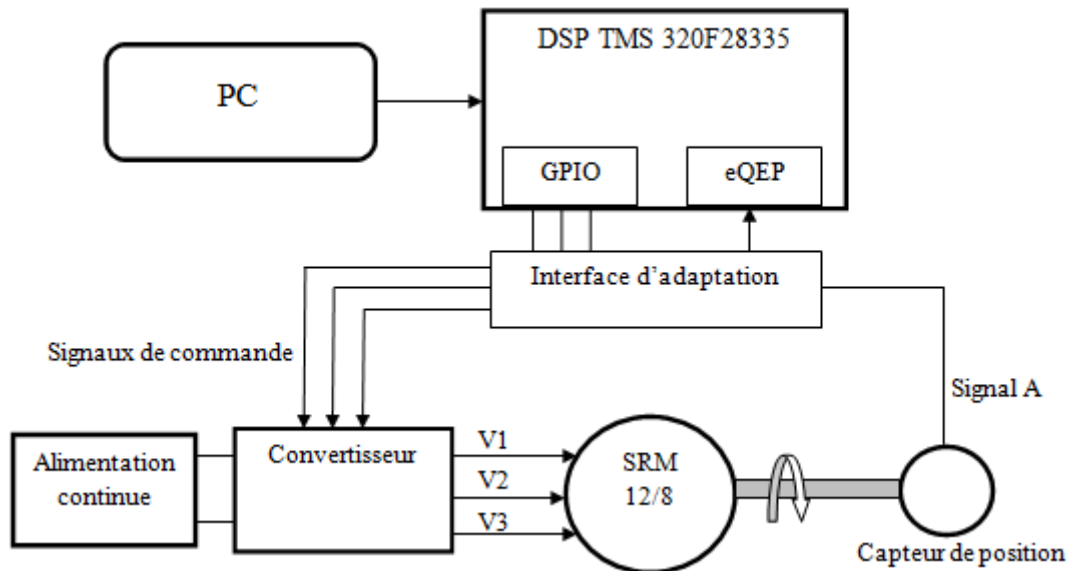 DSP TMS 320F28335
PC
GPIO
eQEP
Interface d’adaptation
Signaux de commande
Signal A
Alimentation
continue
Convertisseur
V1
V2
V3
SRM
12/8
Capteur de position